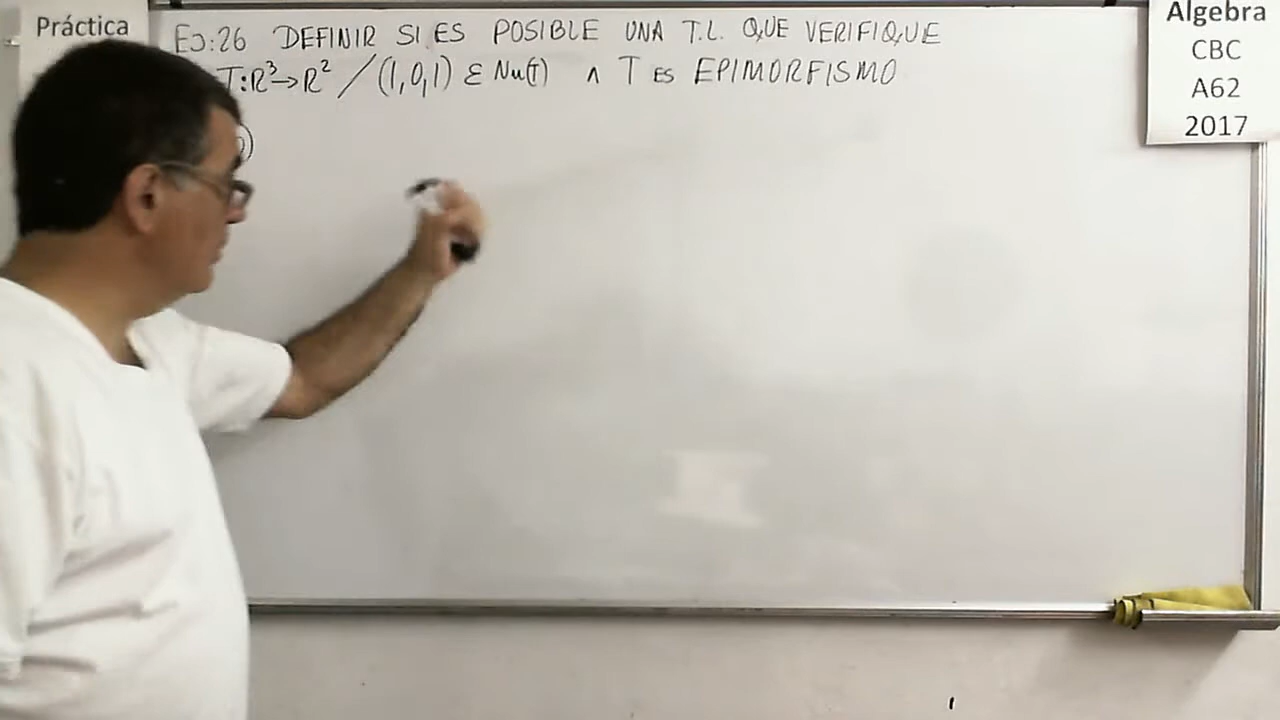 Práctica
EJ:26 DEFINIR SI ES POSIBLE UNA T.L. QUE VERIFIQUE
T:R³→R² / (1,0,1) ε Nu(T) ∧ T ES EPIMORFISMO
Algebra
CBC
A62
2017